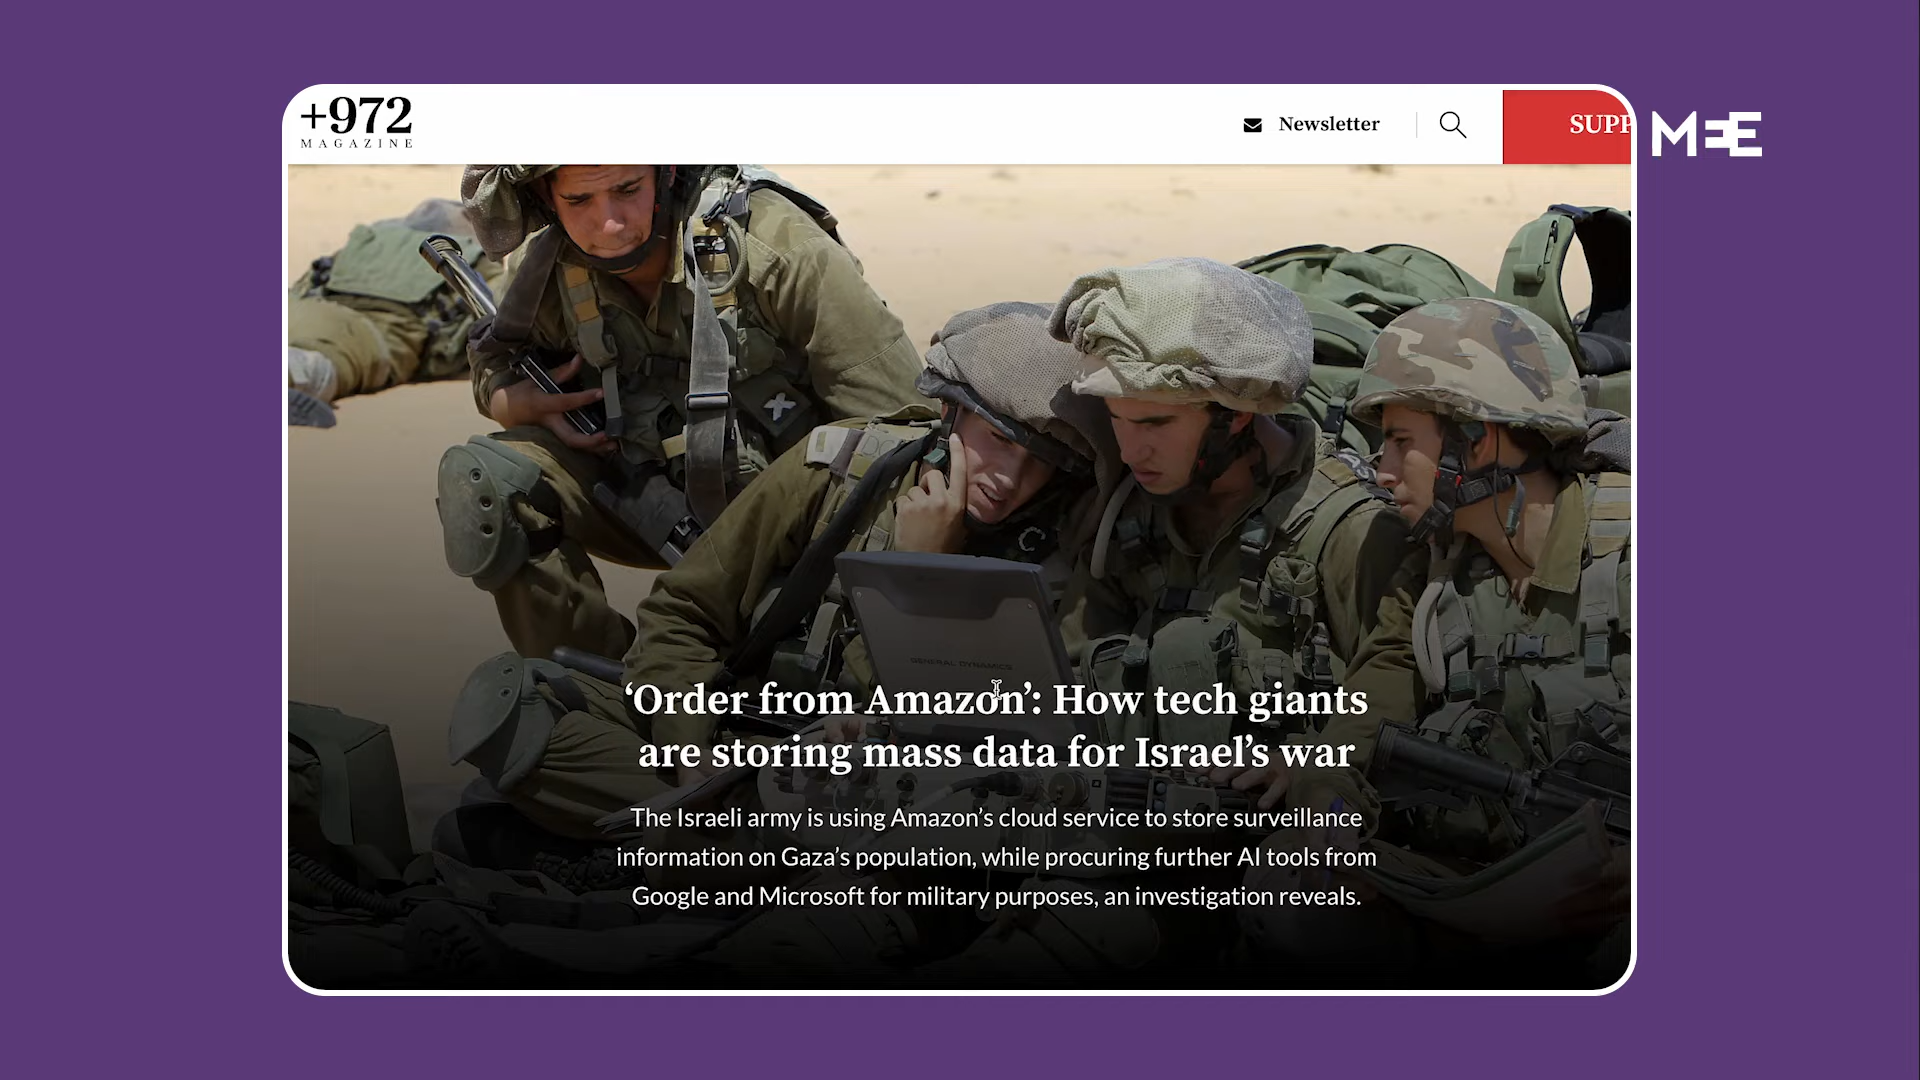 +972
MAGAZINE
Newsletter
SUPP
MEE
GENERAL DYNAMICS
‘Order from Amazon’: How tech giants
are storing mass data for Israel’s war
The Israeli army is using Amazon’s cloud service to store surveillance
information on Gaza’s population, while procuring further AI tools from
Google and Microsoft for military purposes, an investigation reveals.